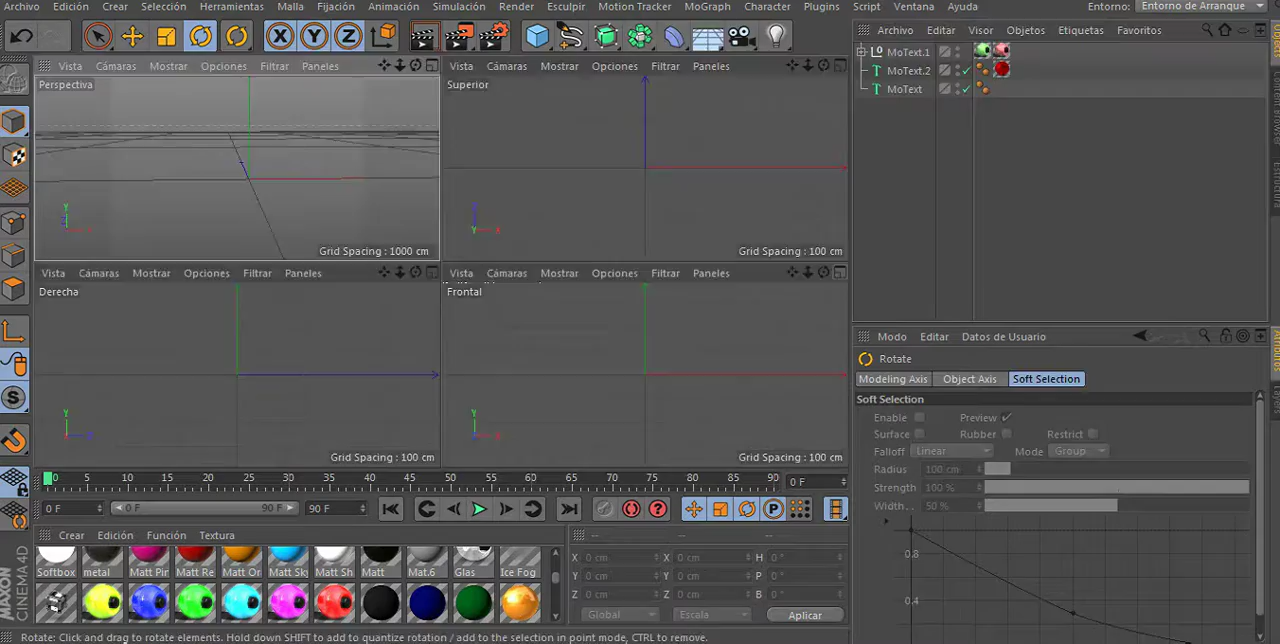 Archivo Edición Crear Selección Herramientas Malla Fijación Animación Simulación Render Esculpir Motion Tracker MoGraph Character Plugins Script Ventana Ayuda Entorno: Entorno de Arranque
X Y Z
Archivo Editar Visor Objetos Etiquetas Favoritos
MoText.1
MoText.2
MoText
Vista Cámaras Mostrar Opciones Filtrar Paneles
Perspectiva
Grid Spacing : 1000 cm
Vista Cámaras Mostrar Opciones Filtrar Paneles
Superior
Grid Spacing : 100 cm
Vista Cámaras Mostrar Opciones Filtrar Paneles
Derecha
Grid Spacing : 100 cm
Vista Cámaras Mostrar Opciones Filtrar Paneles
Frontal
Grid Spacing : 100 cm
Modo Editar Datos de Usuario
Rotate
Modeling Axis Object Axis Soft Selection
Soft Selection
Enable Preview
Surface Rubber Restrict
Falloff Linear Mode Group
Radius 100 cm
Strength 100 %
Width.. 50 %
0.8
0.4
0 5 10 15 20 25 30 35 40 45 50 55 60 65 70 75 80 85 90 0 F
0 F 0 F 90 F 90 F
Crear Edición Función Textura
Softbox metal Matt Pir Matt Re Matt Or Matt Sky Matt Sh Matt Mat.6 Glas Ice Fog
X 0 cm X 0 cm H 0 °
Y 0 cm Y 0 cm P 0 °
Z 0 cm Z 0 cm B 0 °
Global Escala Aplicar
MAXON CINEMA 4D
Rotate: Click and drag to rotate elements. Hold down SHIFT to add to quantize rotation / add to the selection in point mode, CTRL to remove.